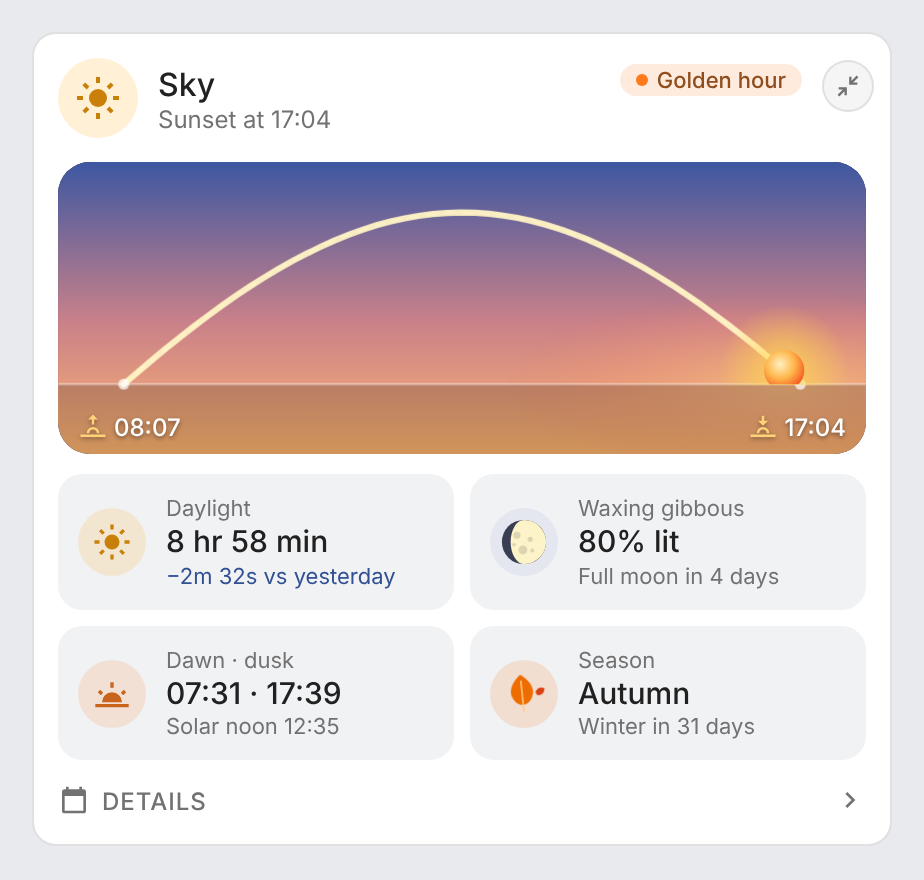 Sky
Sunset at 17:04
Golden hour
08:07
17:04
Daylight
8 hr 58 min
−2m 32s vs yesterday
Waxing gibbous
80% lit
Full moon in 4 days
Dawn · dusk
07:31 · 17:39
Solar noon 12:35
Season
Autumn
Winter in 31 days
DETAILS